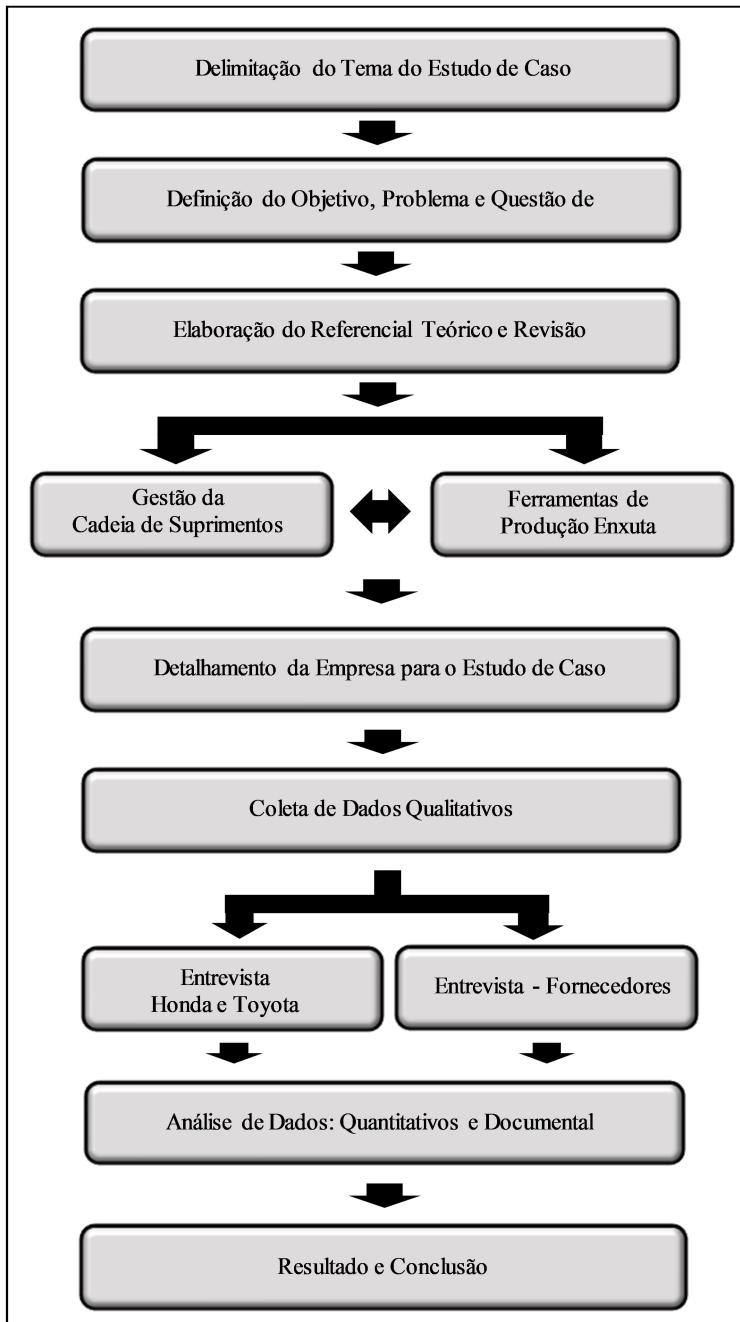 Delimitação do Tema do Estudo de Caso
Definição do Objetivo, Problema e Questão de
Elaboração do Referencial Teórico e Revisão
Gestão da
Cadeia de Suprimentos
Ferramentas de
Produção Enxuta
Detalhamento da Empresa para o Estudo de Caso
Coleta de Dados Qualitativos
Entrevista
Honda e Toyota
Entrevista - Fornecedores
Análise de Dados: Quantitativos e Documental
Resultado e Conclusão